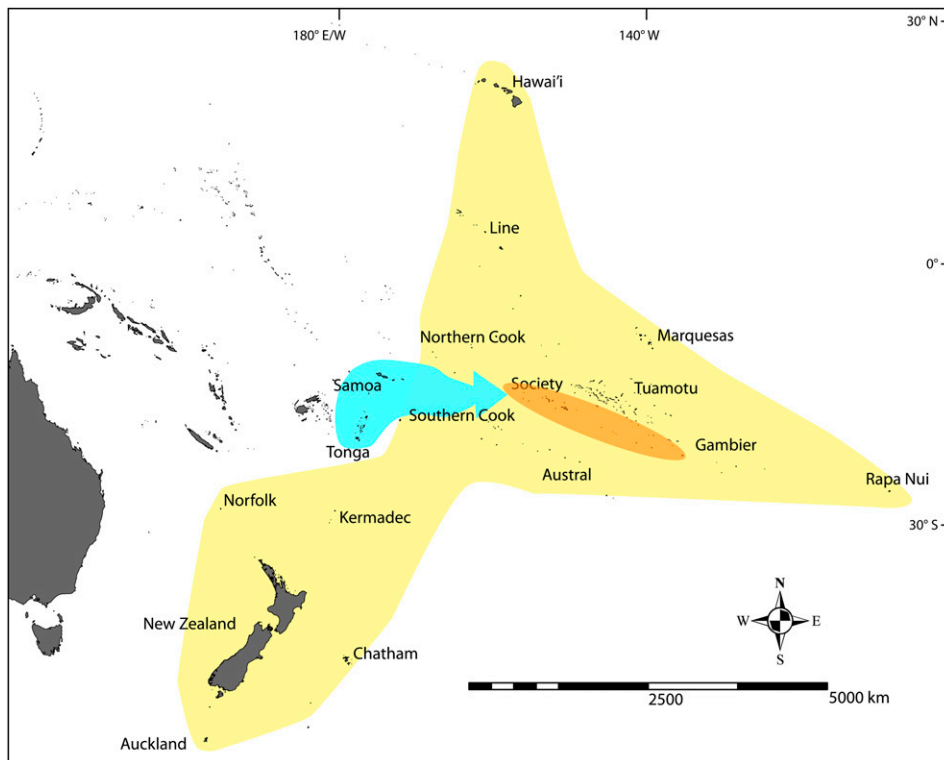 180° E/W
140° W
30° N
Hawai'i
Line
0°
Northern Cook
Marquesas
Samoa
Society
Tuamotu
Southern Cook
Tonga
Gambier
Austral
Rapa Nui
Norfolk
Kermadec
30° S
N
W
E
S
New Zealand
Chatham
2500
5000 km
Auckland